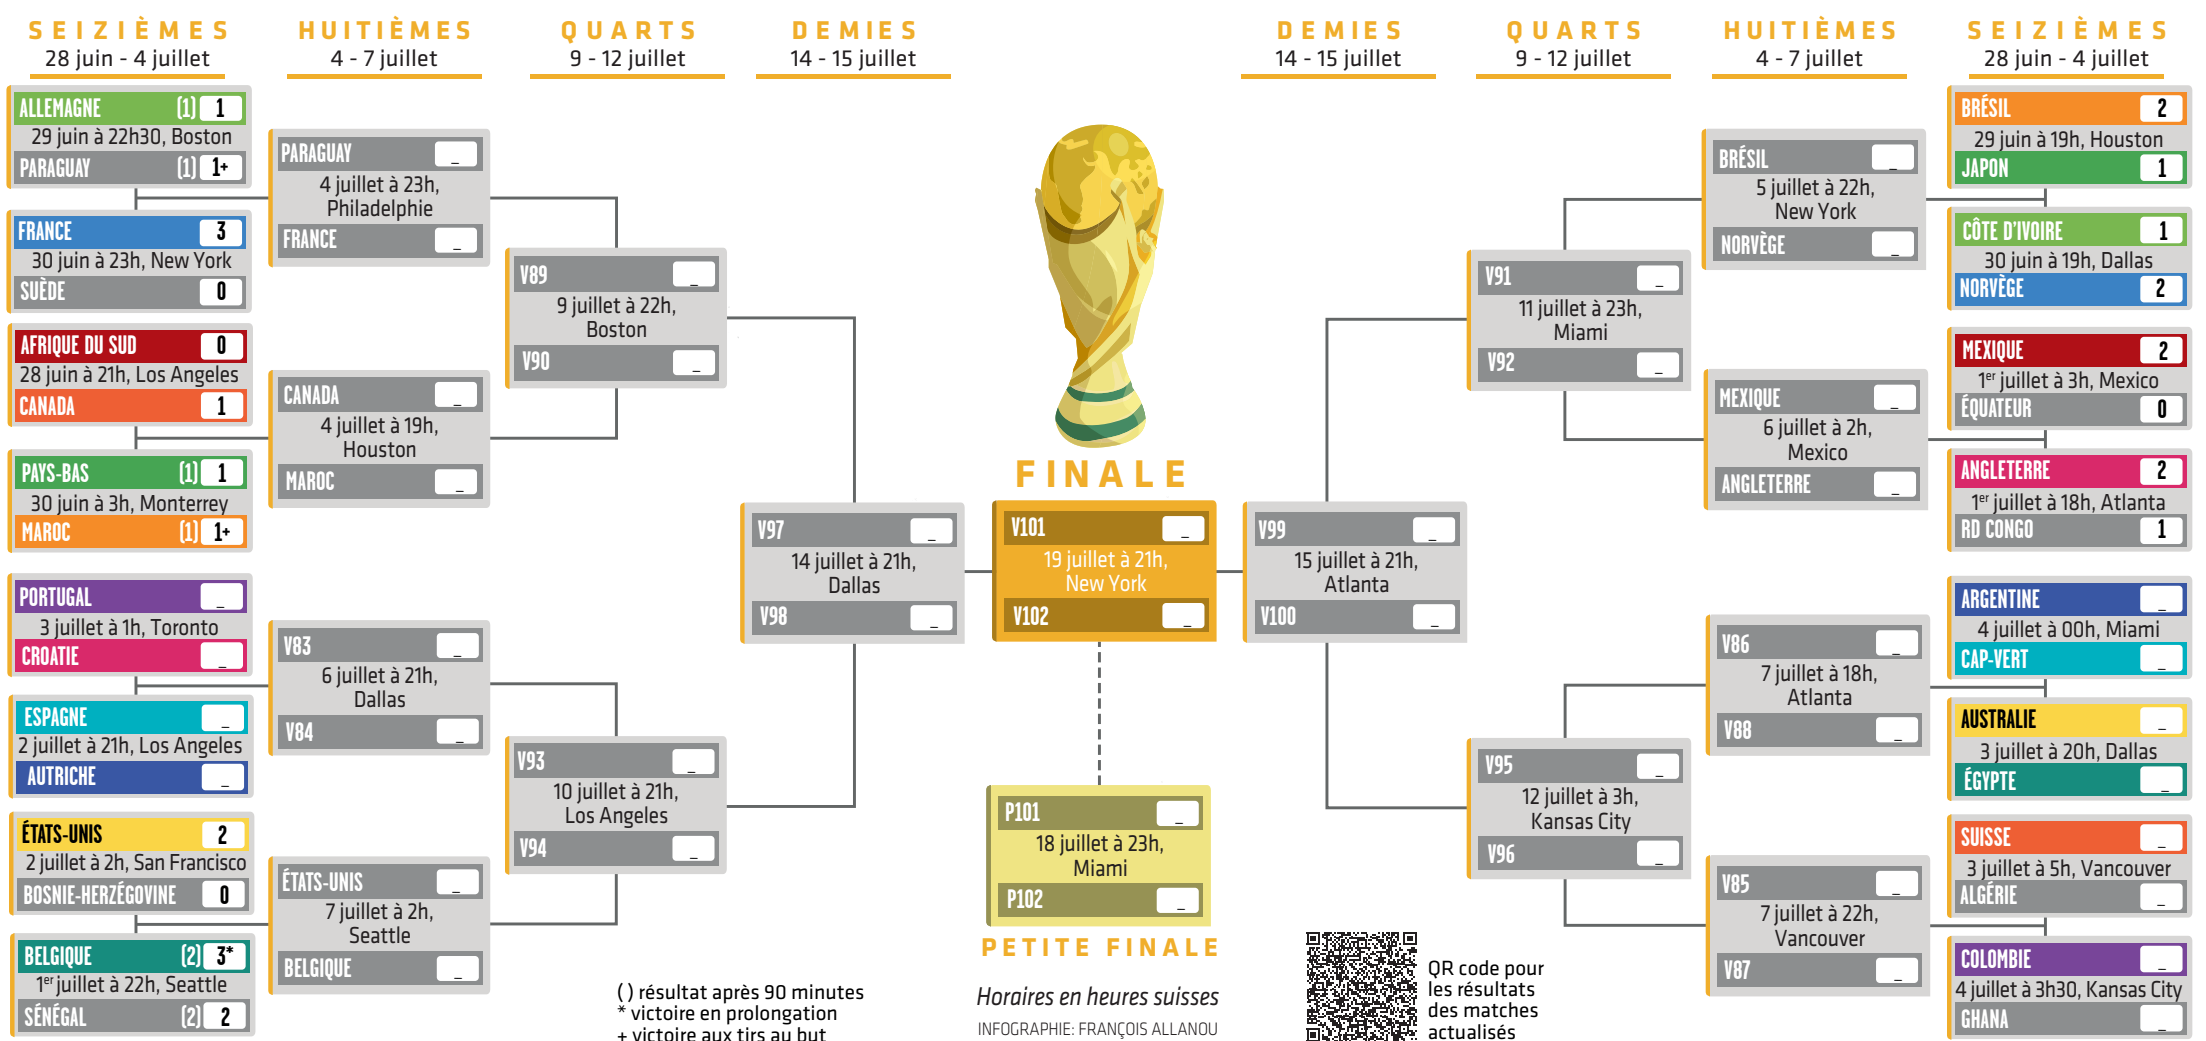 SEIZIÈMES
28 juin - 4 juillet
ALLEMAGNE (1) 1
29 juin à 22h30, Boston
PARAGUAY (1) 1+
FRANCE 3
30 juin à 23h, New York
SUÈDE 0
AFRIQUE DU SUD 0
28 juin à 21h, Los Angeles
CANADA 1
PAYS-BAS (1) 1
30 juin à 3h, Monterrey
MAROC (1) 1+
PORTUGAL _
3 juillet à 1h, Toronto
CROATIE _
ESPAGNE _
2 juillet à 21h, Los Angeles
AUTRICHE _
ÉTATS-UNIS 2
2 juillet à 2h, San Francisco
BOSNIE-HERZÉGOVINE 0
BELGIQUE (2) 3*
1er juillet à 22h, Seattle
SÉNÉGAL (2) 2
HUITIÈMES
4 - 7 juillet
PARAGUAY _
4 juillet à 23h,
Philadelphie
FRANCE _
CANADA _
4 juillet à 19h,
Houston
MAROC _
V83 _
6 juillet à 21h,
Dallas
V84 _
ÉTATS-UNIS _
7 juillet à 2h,
Seattle
BELGIQUE _
QUARTS
9 - 12 juillet
V89 _
9 juillet à 22h,
Boston
V90 _
V93 _
10 juillet à 21h,
Los Angeles
V94 _
DEMIES
14 - 15 juillet
V97 _
14 juillet à 21h,
Dallas
V98 _
FINALE
V101 _
19 juillet à 21h,
New York
V102 _
P101 _
18 juillet à 23h,
Miami
P102 _
PETITE FINALE
DEMIES
14 - 15 juillet
V99 _
15 juillet à 21h,
Atlanta
V100 _
QUARTS
9 - 12 juillet
V91 _
11 juillet à 23h,
Miami
V92 _
V95 _
12 juillet à 3h,
Kansas City
V96 _
HUITIÈMES
4 - 7 juillet
BRÉSIL _
5 juillet à 22h,
New York
NORVÈGE _
MEXIQUE _
6 juillet à 2h,
Mexico
ANGLETERRE _
V86 _
7 juillet à 18h,
Atlanta
V88 _
V85 _
7 juillet à 22h,
Vancouver
V87 _
SEIZIÈMES
28 juin - 4 juillet
BRÉSIL 2
29 juin à 19h, Houston
JAPON 1
CÔTE D'IVOIRE 1
30 juin à 19h, Dallas
NORVÈGE 2
MEXIQUE 2
1er juillet à 3h, Mexico
ÉQUATEUR 0
ANGLETERRE 2
1er juillet à 18h, Atlanta
RD CONGO 1
ARGENTINE _
4 juillet à 00h, Miami
CAP-VERT _
AUSTRALIE _
3 juillet à 20h, Dallas
ÉGYPTE _
SUISSE _
3 juillet à 5h, Vancouver
ALGÉRIE _
COLOMBIE _
4 juillet à 3h30, Kansas City
GHANA _
( ) résultat après 90 minutes
* victoire en prolongation
+ victoire aux tirs au but
Horaires en heures suisses
INFOGRAPHIE: FRANÇOIS ALLANOU
QR code pour
les résultats
des matches
actualisés